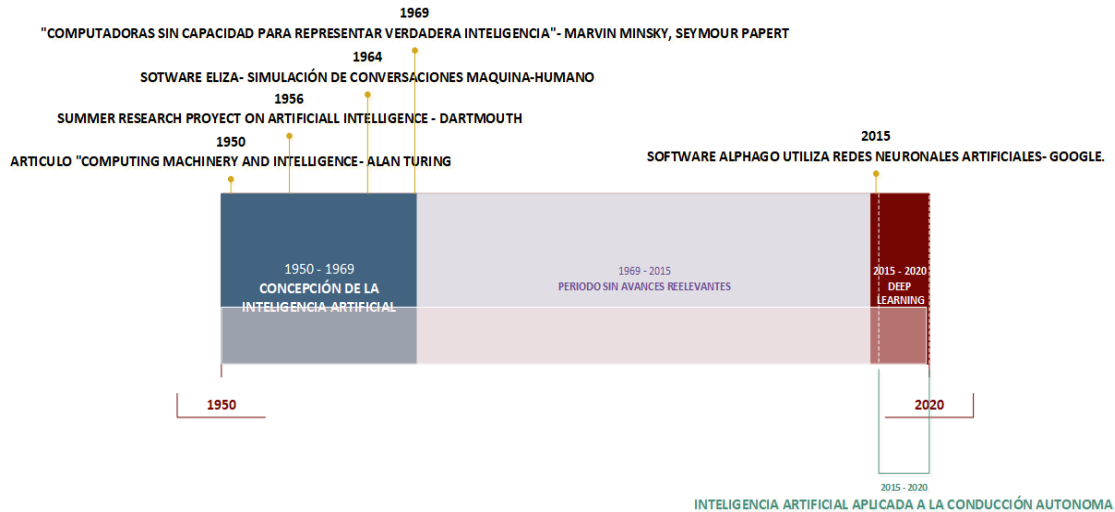 1969
"COMPUTADORAS SIN CAPACIDAD PARA REPRESENTAR VERDADERA INTELIGENCIA"- MARVIN MINSKY, SEYMOUR PAPERT
1964
SOTWARE ELIZA- SIMULACIÓN DE CONVERSACIONES MAQUINA-HUMANO
1956
SUMMER RESEARCH PROYECT ON ARTIFICIALL INTELLIGENCE - DARTMOUTH
1950
ARTICULO "COMPUTING MACHINERY AND INTELLIGENCE- ALAN TURING
2015
SOFTWARE ALPHAGO UTILIZA REDES NEURONALES ARTIFICIALES- GOOGLE.
1950 - 1969
CONCEPCIÓN DE LA
INTELIGENCIA ARTIFICIAL
1969 - 2015
PERIODO SIN AVANCES REELEVANTES
2015 - 2020
DEEP
LEARNING
1950
2020
2015 - 2020
INTELIGENCIA ARTIFICIAL APLICADA A LA CONDUCCIÓN AUTONOMA